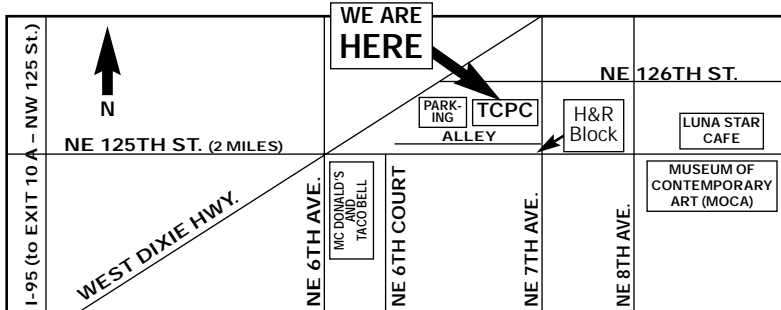 WE ARE
HERE
N
I-95 (to EXIT 10 A – NW 125 St.)
NE 126TH ST.
PARK-
ING
TCPC
H&R
Block
LUNA STAR
CAFE
ALLEY
NE 125TH ST. (2 MILES)
MUSEUM OF
CONTEMPORARY
ART (MOCA)
WEST DIXIE HWY.
NE 6TH AVE.
MC DONALD'S
AND
TACO BELL
NE 6TH COURT
NE 7TH AVE.
NE 8TH AVE.